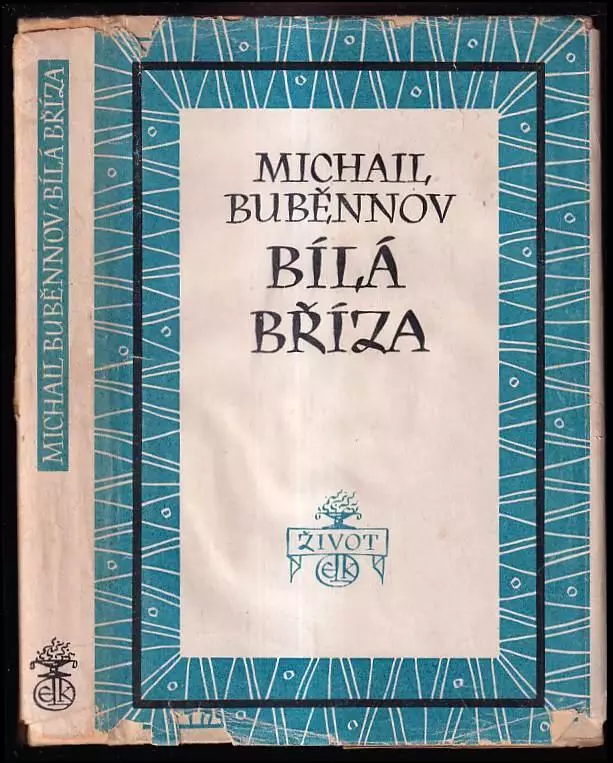 MICHAIL BUBĚNNOV · BÍLÁ BŘÍZA
ELK
MICHAIL
BUBĚNNOV
BÍLÁ
BŘÍZA
ŽIVOT
ELK